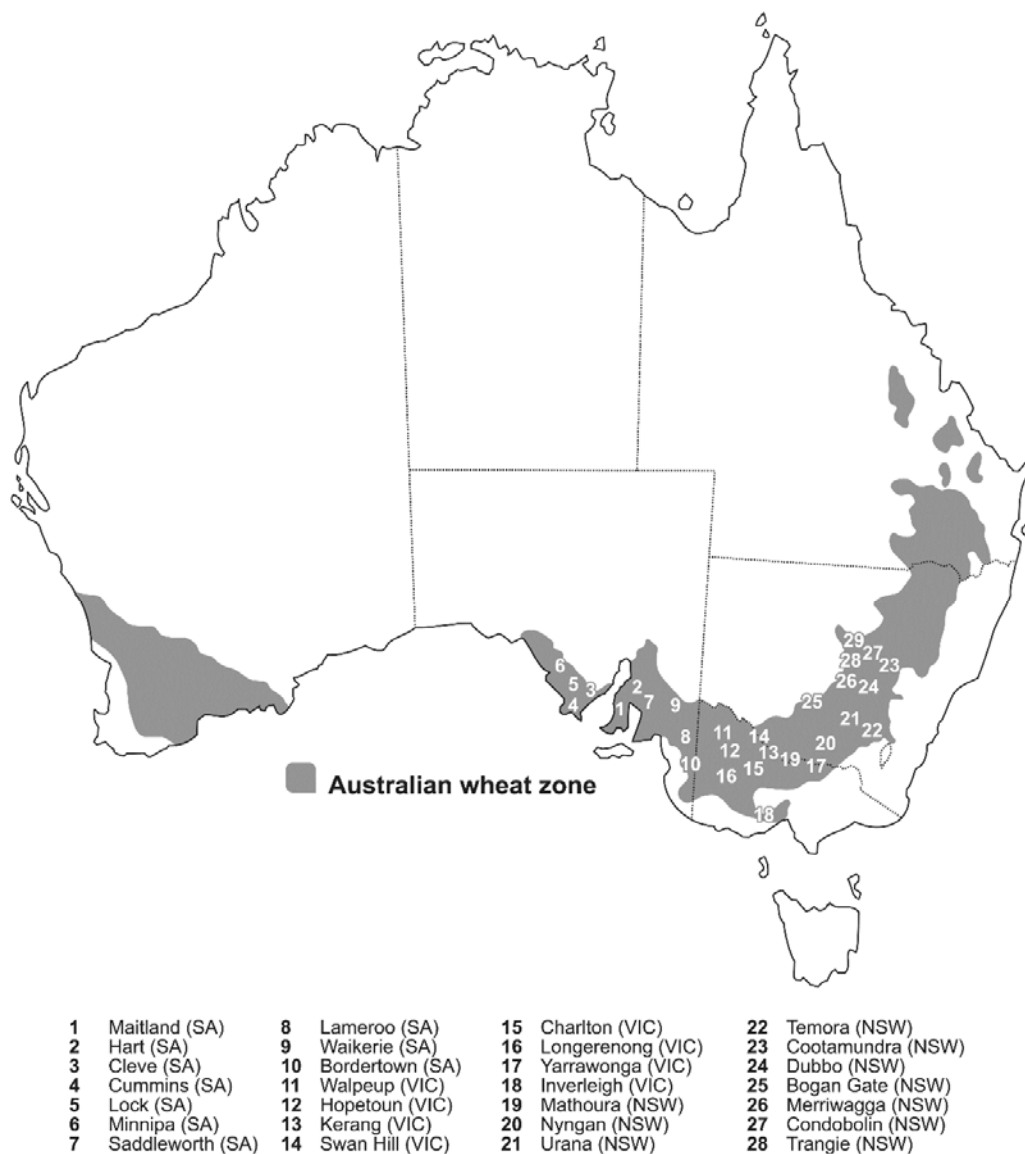 29
28 27
6 23
5 3 2 26 24
4 1 7 9 25
21
8 11 14 22
12 13 20
10 15 19 17
16
Australian wheat zone
18
1 Maitland (SA) 8 Lameroo (SA) 15 Charlton (VIC) 22 Temora (NSW)
2 Hart (SA) 9 Waikerie (SA) 16 Longerenong (VIC) 23 Cootamundra (NSW)
3 Cleve (SA) 10 Bordertown (SA) 17 Yarrawonga (VIC) 24 Dubbo (NSW)
4 Cummins (SA) 11 Walpeup (VIC) 18 Inverleigh (VIC) 25 Bogan Gate (NSW)
5 Lock (SA) 12 Hopetoun (VIC) 19 Mathoura (NSW) 26 Merriwagga (NSW)
6 Minnipa (SA) 13 Kerang (VIC) 20 Nyngan (NSW) 27 Condobolin (NSW)
7 Saddleworth (SA) 14 Swan Hill (VIC) 21 Urana (NSW) 28 Trangie (NSW)